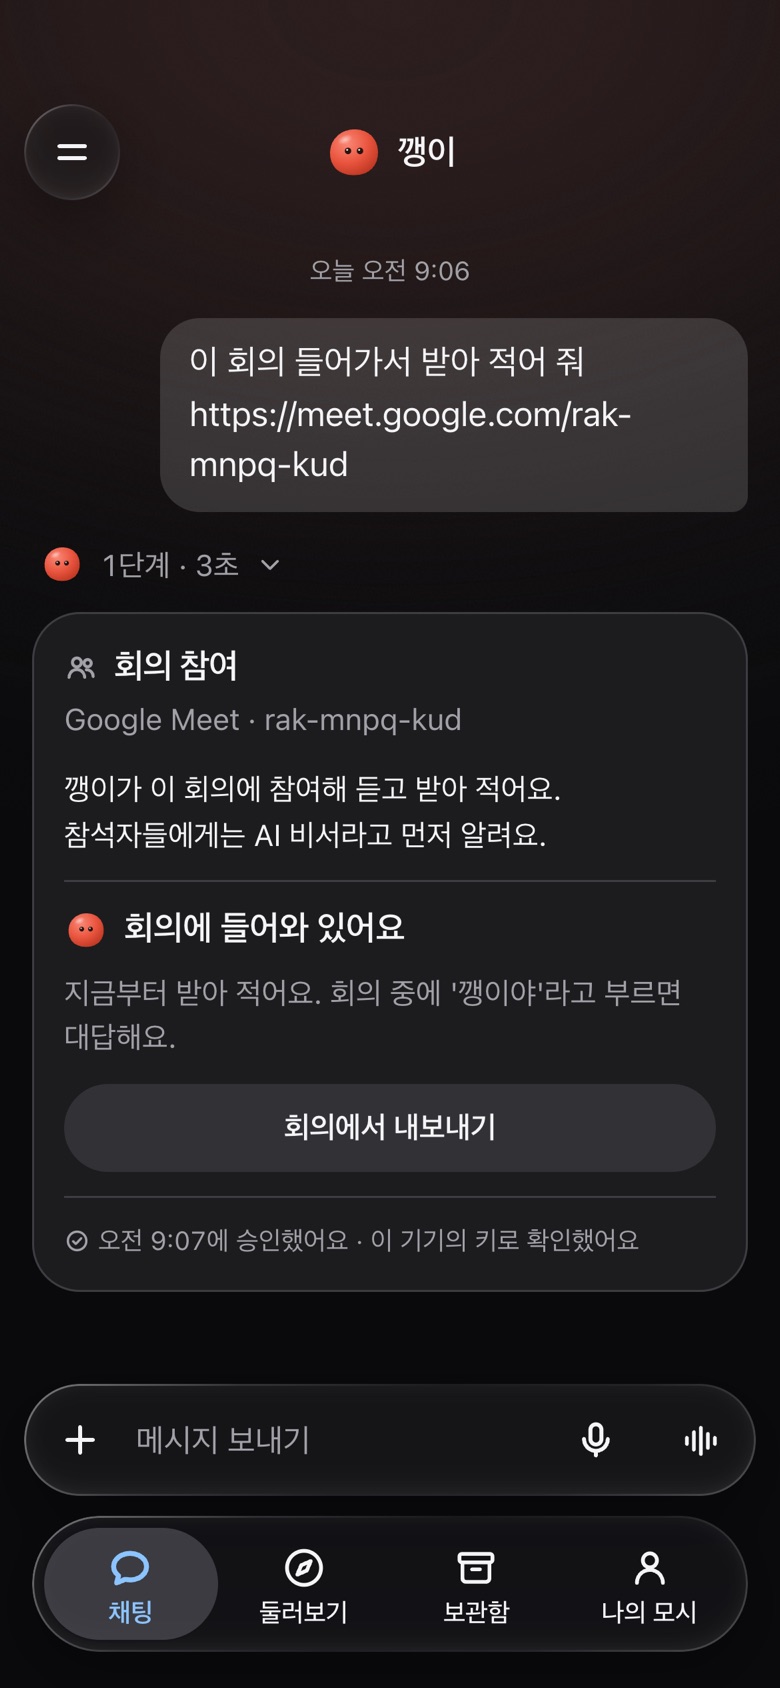 깽이
오늘 오전 9:06
이 회의 들어가서 받아 적어 줘
https://meet.google.com/rak-
mnpq-kud
1단계 · 3초
회의 참여
Google Meet · rak-mnpq-kud
깽이가 이 회의에 참여해 듣고 받아 적어요.
참석자들에게는 AI 비서라고 먼저 알려요.
회의에 들어와 있어요
지금부터 받아 적어요. 회의 중에 '깽이야'라고 부르면
대답해요.
회의에서 내보내기
오전 9:07에 승인했어요 · 이 기기의 키로 확인했어요
메시지 보내기
채팅
둘러보기
보관함
나의 모시